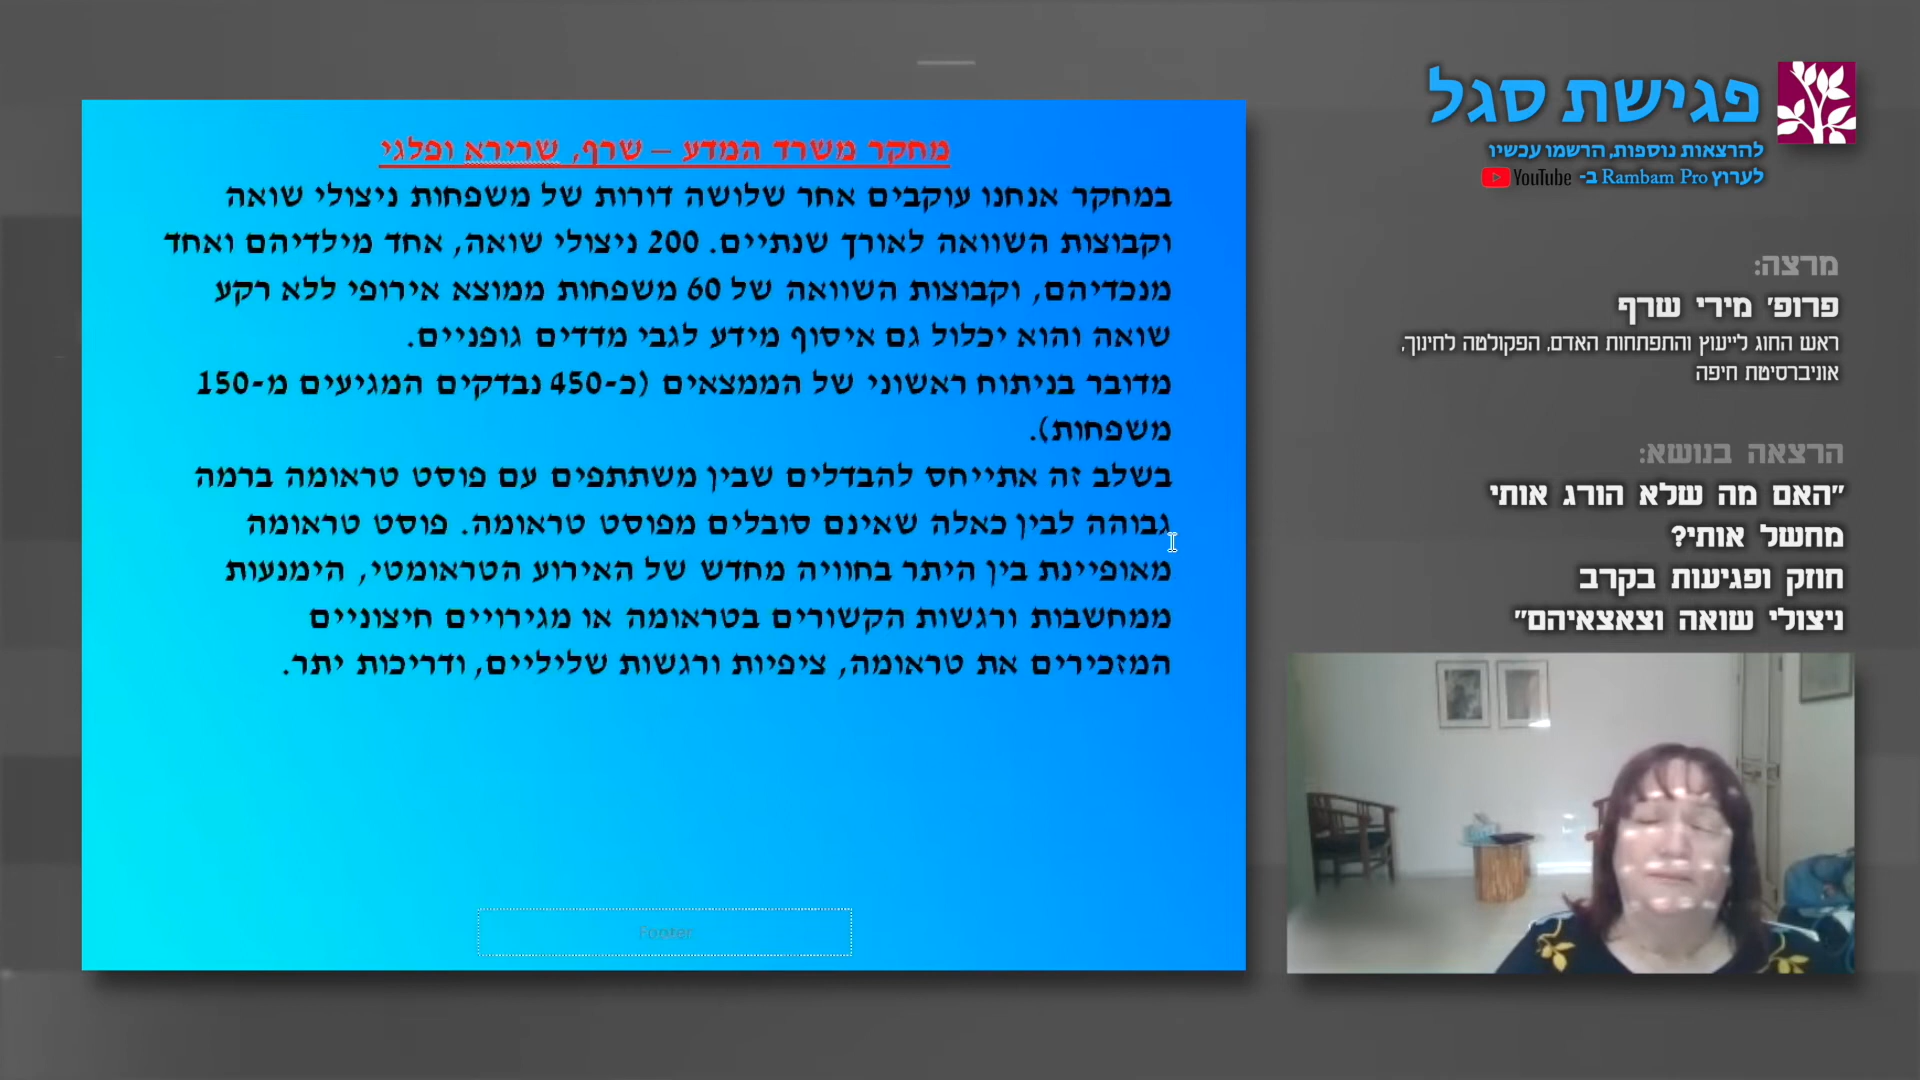 מחקר משרד המדע – שרף, שרירא ופלגי
במחקר אנחנו עוקבים אחר שלושה דורות של משפחות ניצולי שואה
וקבוצות השוואה לאורך שנתיים. 200 ניצולי שואה, אחד מילדיהם ואחד
מנכדיהם, וקבוצות השוואה של 60 משפחות ממוצא אירופי ללא רקע
שואה והוא יכלול גם איסוף מידע לגבי מדדים גופניים.
מדובר בניתוח ראשוני של הממצאים (כ-450 נבדקים המגיעים מ-150
משפחות).
בשלב זה אתייחס להבדלים שבין משתתפים עם פוסט טראומה ברמה
גבוהה לבין כאלה שאינם סובלים מפוסט טראומה. פוסט טראומה
מאופיינת בין היתר בחוויה מחדש של האירוע הטראומטי, הימנעות
ממחשבות ורגשות הקשורים בטראומה או מגירויים חיצוניים
המזכירים את טראומה, ציפיות ורגשות שליליים, ודריכות יתר.
Footer
פגישת סגל
להרצאות נוספות, הרשמו עכשיו
לערוץ Rambam Pro ב- YouTube
מרצה:
פרופ' מירי שרף
ראש החוג לייעוץ והתפתחות האדם, הפקולטה לחינוך,
אוניברסיטת חיפה
הרצאה בנושא:
"האם מה שלא הורג אותי
מחשל אותי?
חוזק ופגיעות בקרב
ניצולי שואה וצאצאיהם"